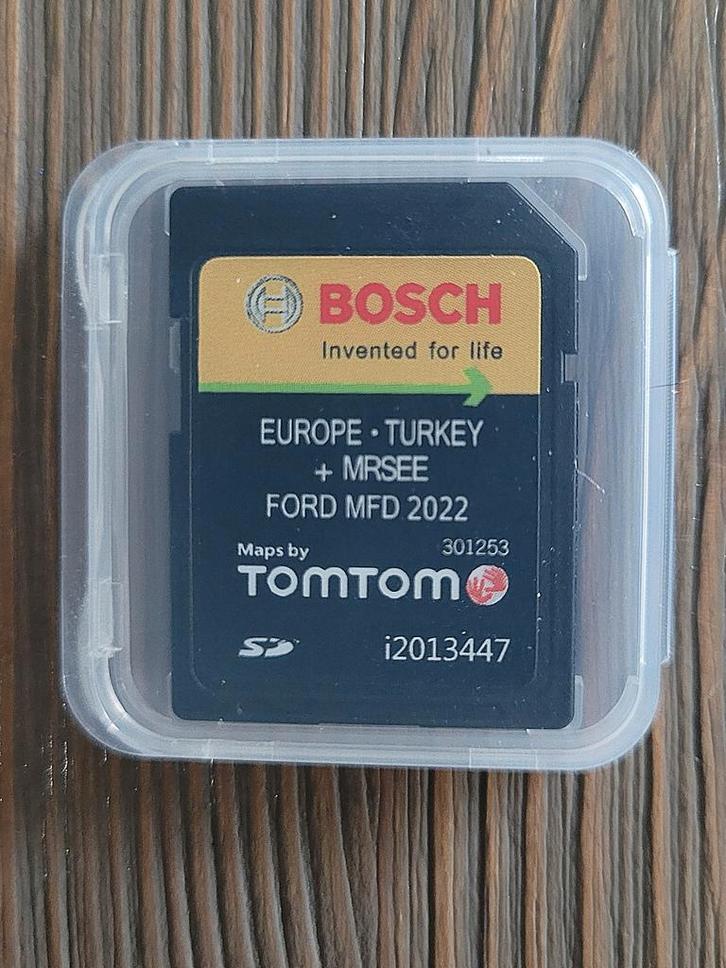 BOSCH
Invented for life
EUROPE • TURKEY
+ MRSEE
FORD MFD 2022
301253
Maps by
TOMTOM
SD
i2013447